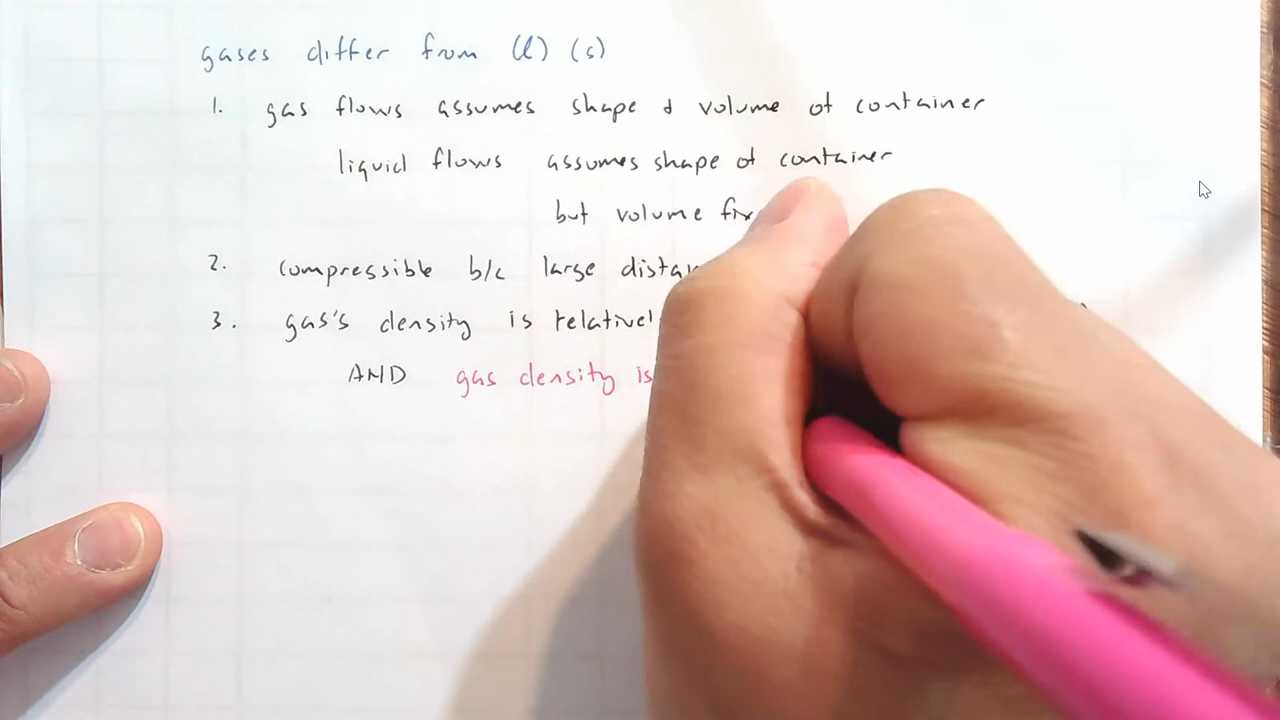 gases differ from (l) (s)
1. gas flows assumes shape & volume of container
liquid flows assumes shape of container
but volume
2. compressible b/c large
3. gas's density is
AND gas density is